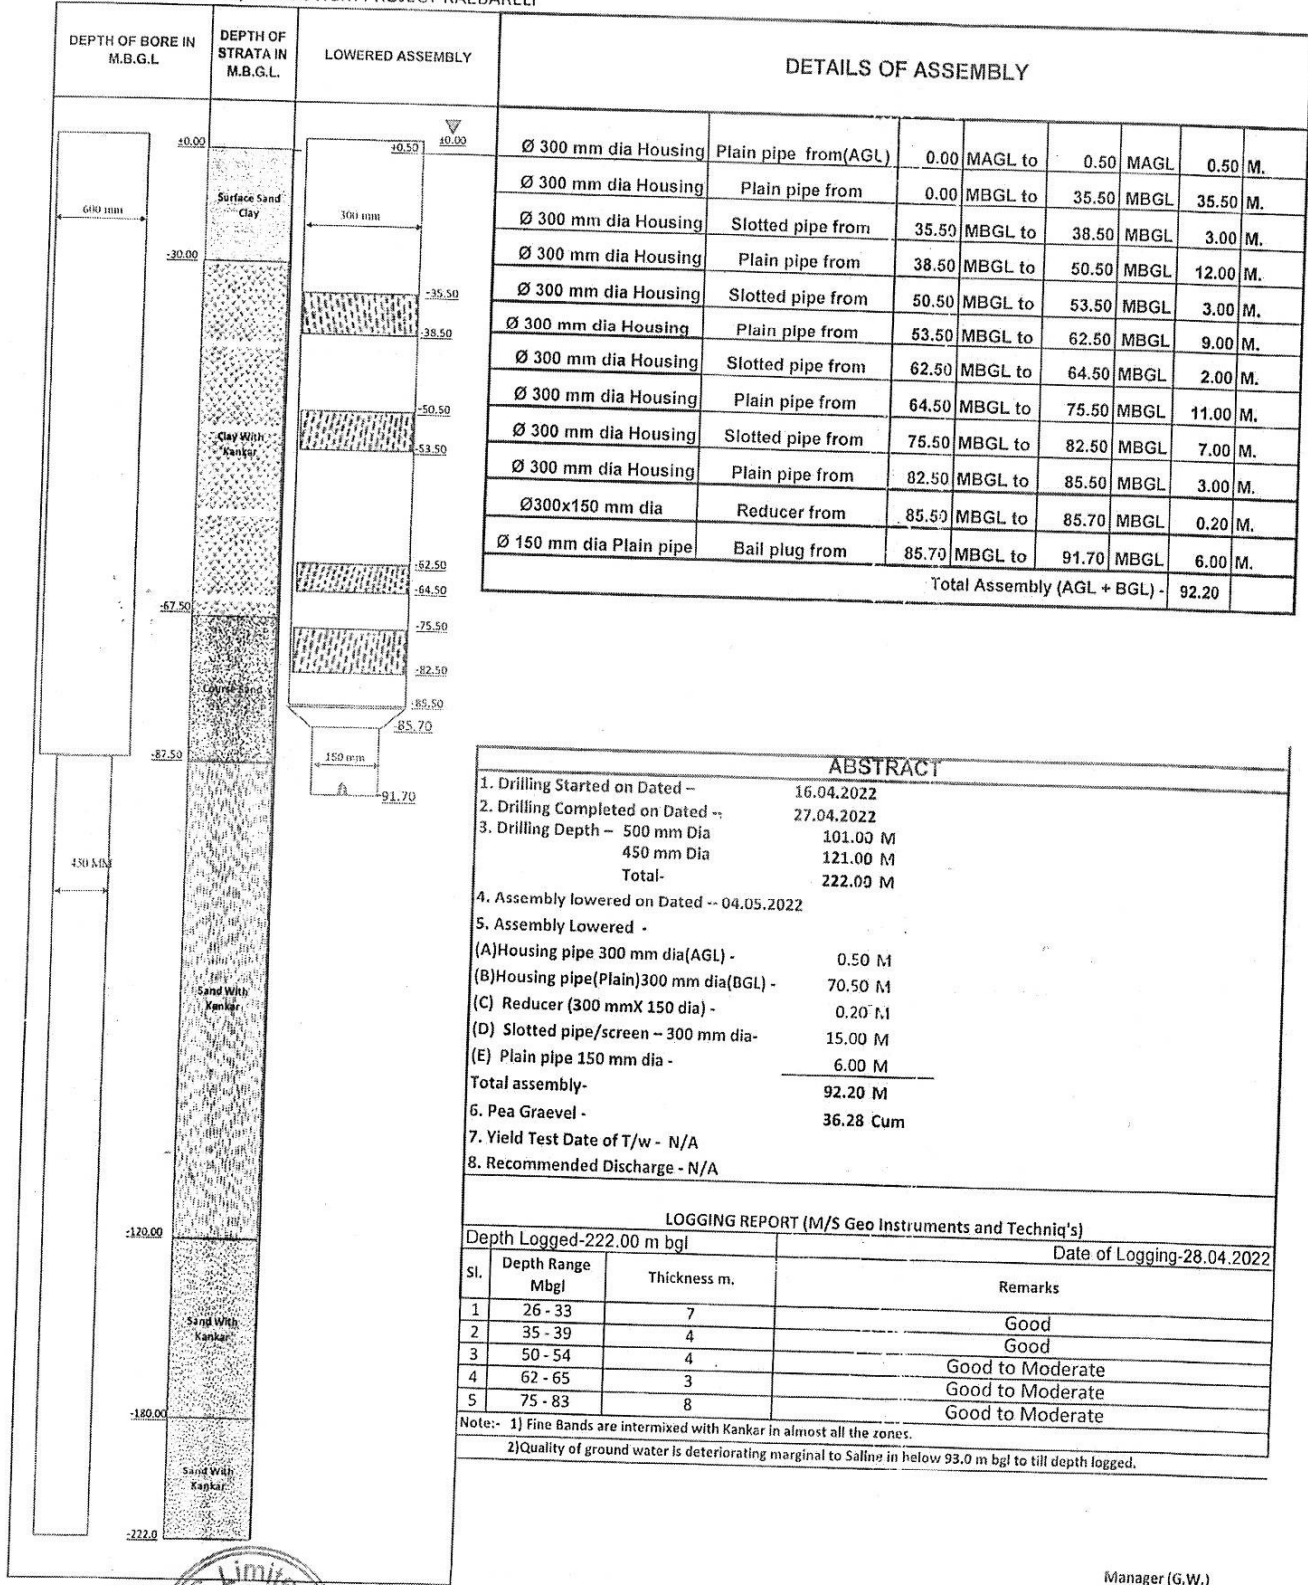 DEPTH OF BORE IN M.B.G.L
DEPTH OF STRATA IN M.B.G.L.
LOWERED ASSEMBLY
DETAILS OF ASSEMBLY
±0.00
-30.00
-67.50
-87.50
-120.00
-180.00
-222.0
600 mm
450 MM
Surface Sand Clay
Clay With Kankar
Course Sand
Sand With Kankar
Sand With Kankar
Sand With Kankar
+0.50
±0.00
300 mm
-35.50
-38.50
-50.50
-53.50
-62.50
-64.50
-75.50
-82.50
-85.50
-85.70
150 mm
-91.70
Ø 300 mm dia Housing Plain pipe from(AGL) 0.00 MAGL to 0.50 MAGL 0.50 M.
Ø 300 mm dia Housing Plain pipe from 0.00 MBGL to 35.50 MBGL 35.50 M.
Ø 300 mm dia Housing Slotted pipe from 35.50 MBGL to 38.50 MBGL 3.00 M.
Ø 300 mm dia Housing Plain pipe from 38.50 MBGL to 50.50 MBGL 12.00 M.
Ø 300 mm dia Housing Slotted pipe from 50.50 MBGL to 53.50 MBGL 3.00 M.
Ø 300 mm dia Housing Plain pipe from 53.50 MBGL to 62.50 MBGL 9.00 M.
Ø 300 mm dia Housing Slotted pipe from 62.50 MBGL to 64.50 MBGL 2.00 M.
Ø 300 mm dia Housing Plain pipe from 64.50 MBGL to 75.50 MBGL 11.00 M.
Ø 300 mm dia Housing Slotted pipe from 75.50 MBGL to 82.50 MBGL 7.00 M.
Ø 300 mm dia Housing Plain pipe from 82.50 MBGL to 85.50 MBGL 3.00 M.
Ø300x150 mm dia Reducer from 85.50 MBGL to 85.70 MBGL 0.20 M.
Ø 150 mm dia Plain pipe Bail plug from 85.70 MBGL to 91.70 MBGL 6.00 M.
Total Assembly (AGL + BGL) - 92.20
ABSTRACT
1. Drilling Started on Dated – 16.04.2022
2. Drilling Completed on Dated -- 27.04.2022
3. Drilling Depth – 500 mm Dia 101.00 M
450 mm Dia 121.00 M
Total- 222.00 M
4. Assembly lowered on Dated -- 04.05.2022
5. Assembly Lowered -
(A)Housing pipe 300 mm dia(AGL) - 0.50 M
(B)Housing pipe(Plain)300 mm dia(BGL) - 70.50 M
(C) Reducer (300 mmX 150 dia) - 0.20 M
(D) Slotted pipe/screen – 300 mm dia- 15.00 M
(E) Plain pipe 150 mm dia - 6.00 M
Total assembly- 92.20 M
6. Pea Graevel - 36.28 Cum
7. Yield Test Date of T/w - N/A
8. Recommended Discharge - N/A
LOGGING REPORT (M/S Geo Instruments and Techniq's)
Depth Logged-222.00 m bgl Date of Logging-28.04.2022
Sl. Depth Range Mbgl Thickness m. Remarks
1 26 - 33 7 Good
2 35 - 39 4 Good
3 50 - 54 4 Good to Moderate
4 62 - 65 3 Good to Moderate
5 75 - 83 8 Good to Moderate
Note:- 1) Fine Bands are intermixed with Kankar in almost all the zones.
2)Quality of ground water is deteriorating marginal to Saline in below 93.0 m bgl to till depth logged.
Manager (G.W.)